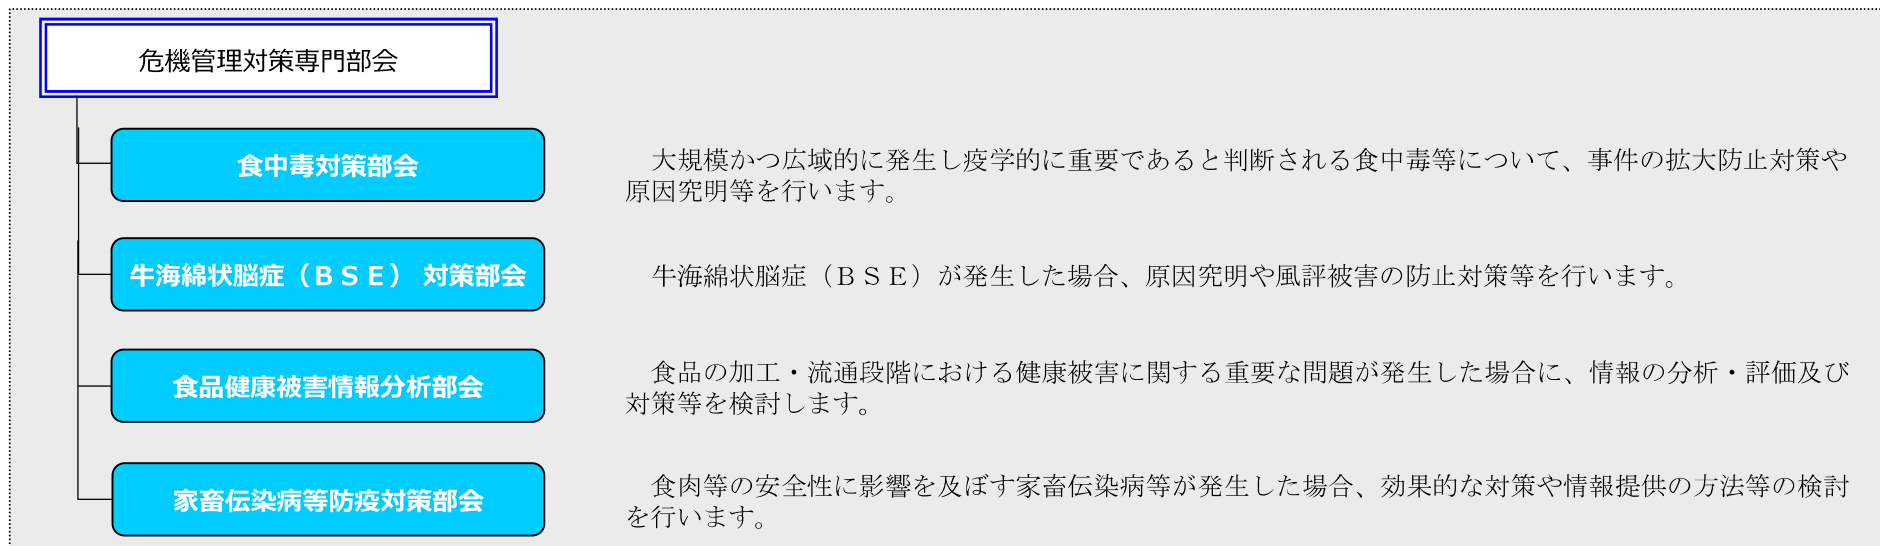 危機管理対策専門部会
食中毒対策部会
　大規模かつ広域的に発生し疫学的に重要であると判断される食中毒等について、事件の拡大防止対策や
原因究明等を行います。
牛海綿状脳症（ＢＳＥ） 対策部会
　牛海綿状脳症（ＢＳＥ）が発生した場合、原因究明や風評被害の防止対策等を行います。
食品健康被害情報分析部会
　食品の加工・流通段階における健康被害に関する重要な問題が発生した場合に、情報の分析・評価及び
対策等を検討します。
家畜伝染病等防疫対策部会
　食肉等の安全性に影響を及ぼす家畜伝染病等が発生した場合、効果的な対策や情報提供の方法等の検討
を行います。